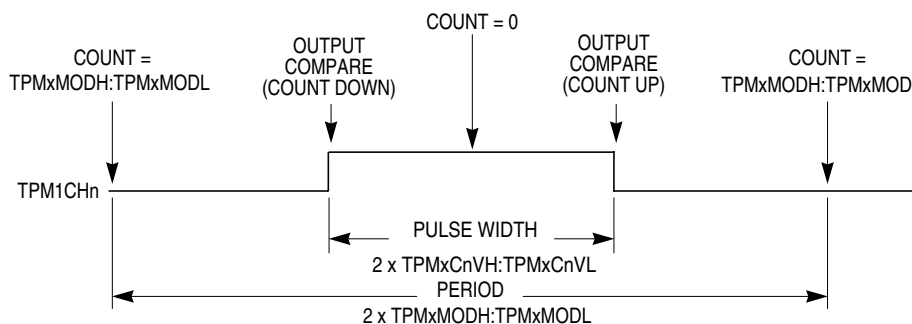 COUNT = 0
COUNT =
TPMxMODH:TPMxMODL
OUTPUT
COMPARE
(COUNT DOWN)
OUTPUT
COMPARE
(COUNT UP)
COUNT =
TPMxMODH:TPMxMOD
TPM1CHn
PULSE WIDTH
2 x TPMxCnVH:TPMxCnVL
PERIOD
2 x TPMxMODH:TPMxMODL